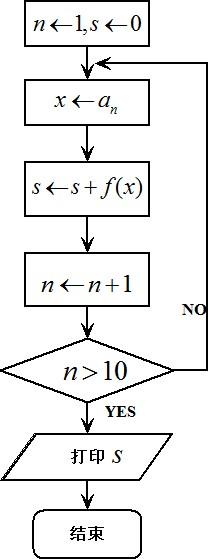 n←1,s←0
x←aₙ
s←s+f(x)
n←n+1
n>10
NO
YES
打印 s
结束